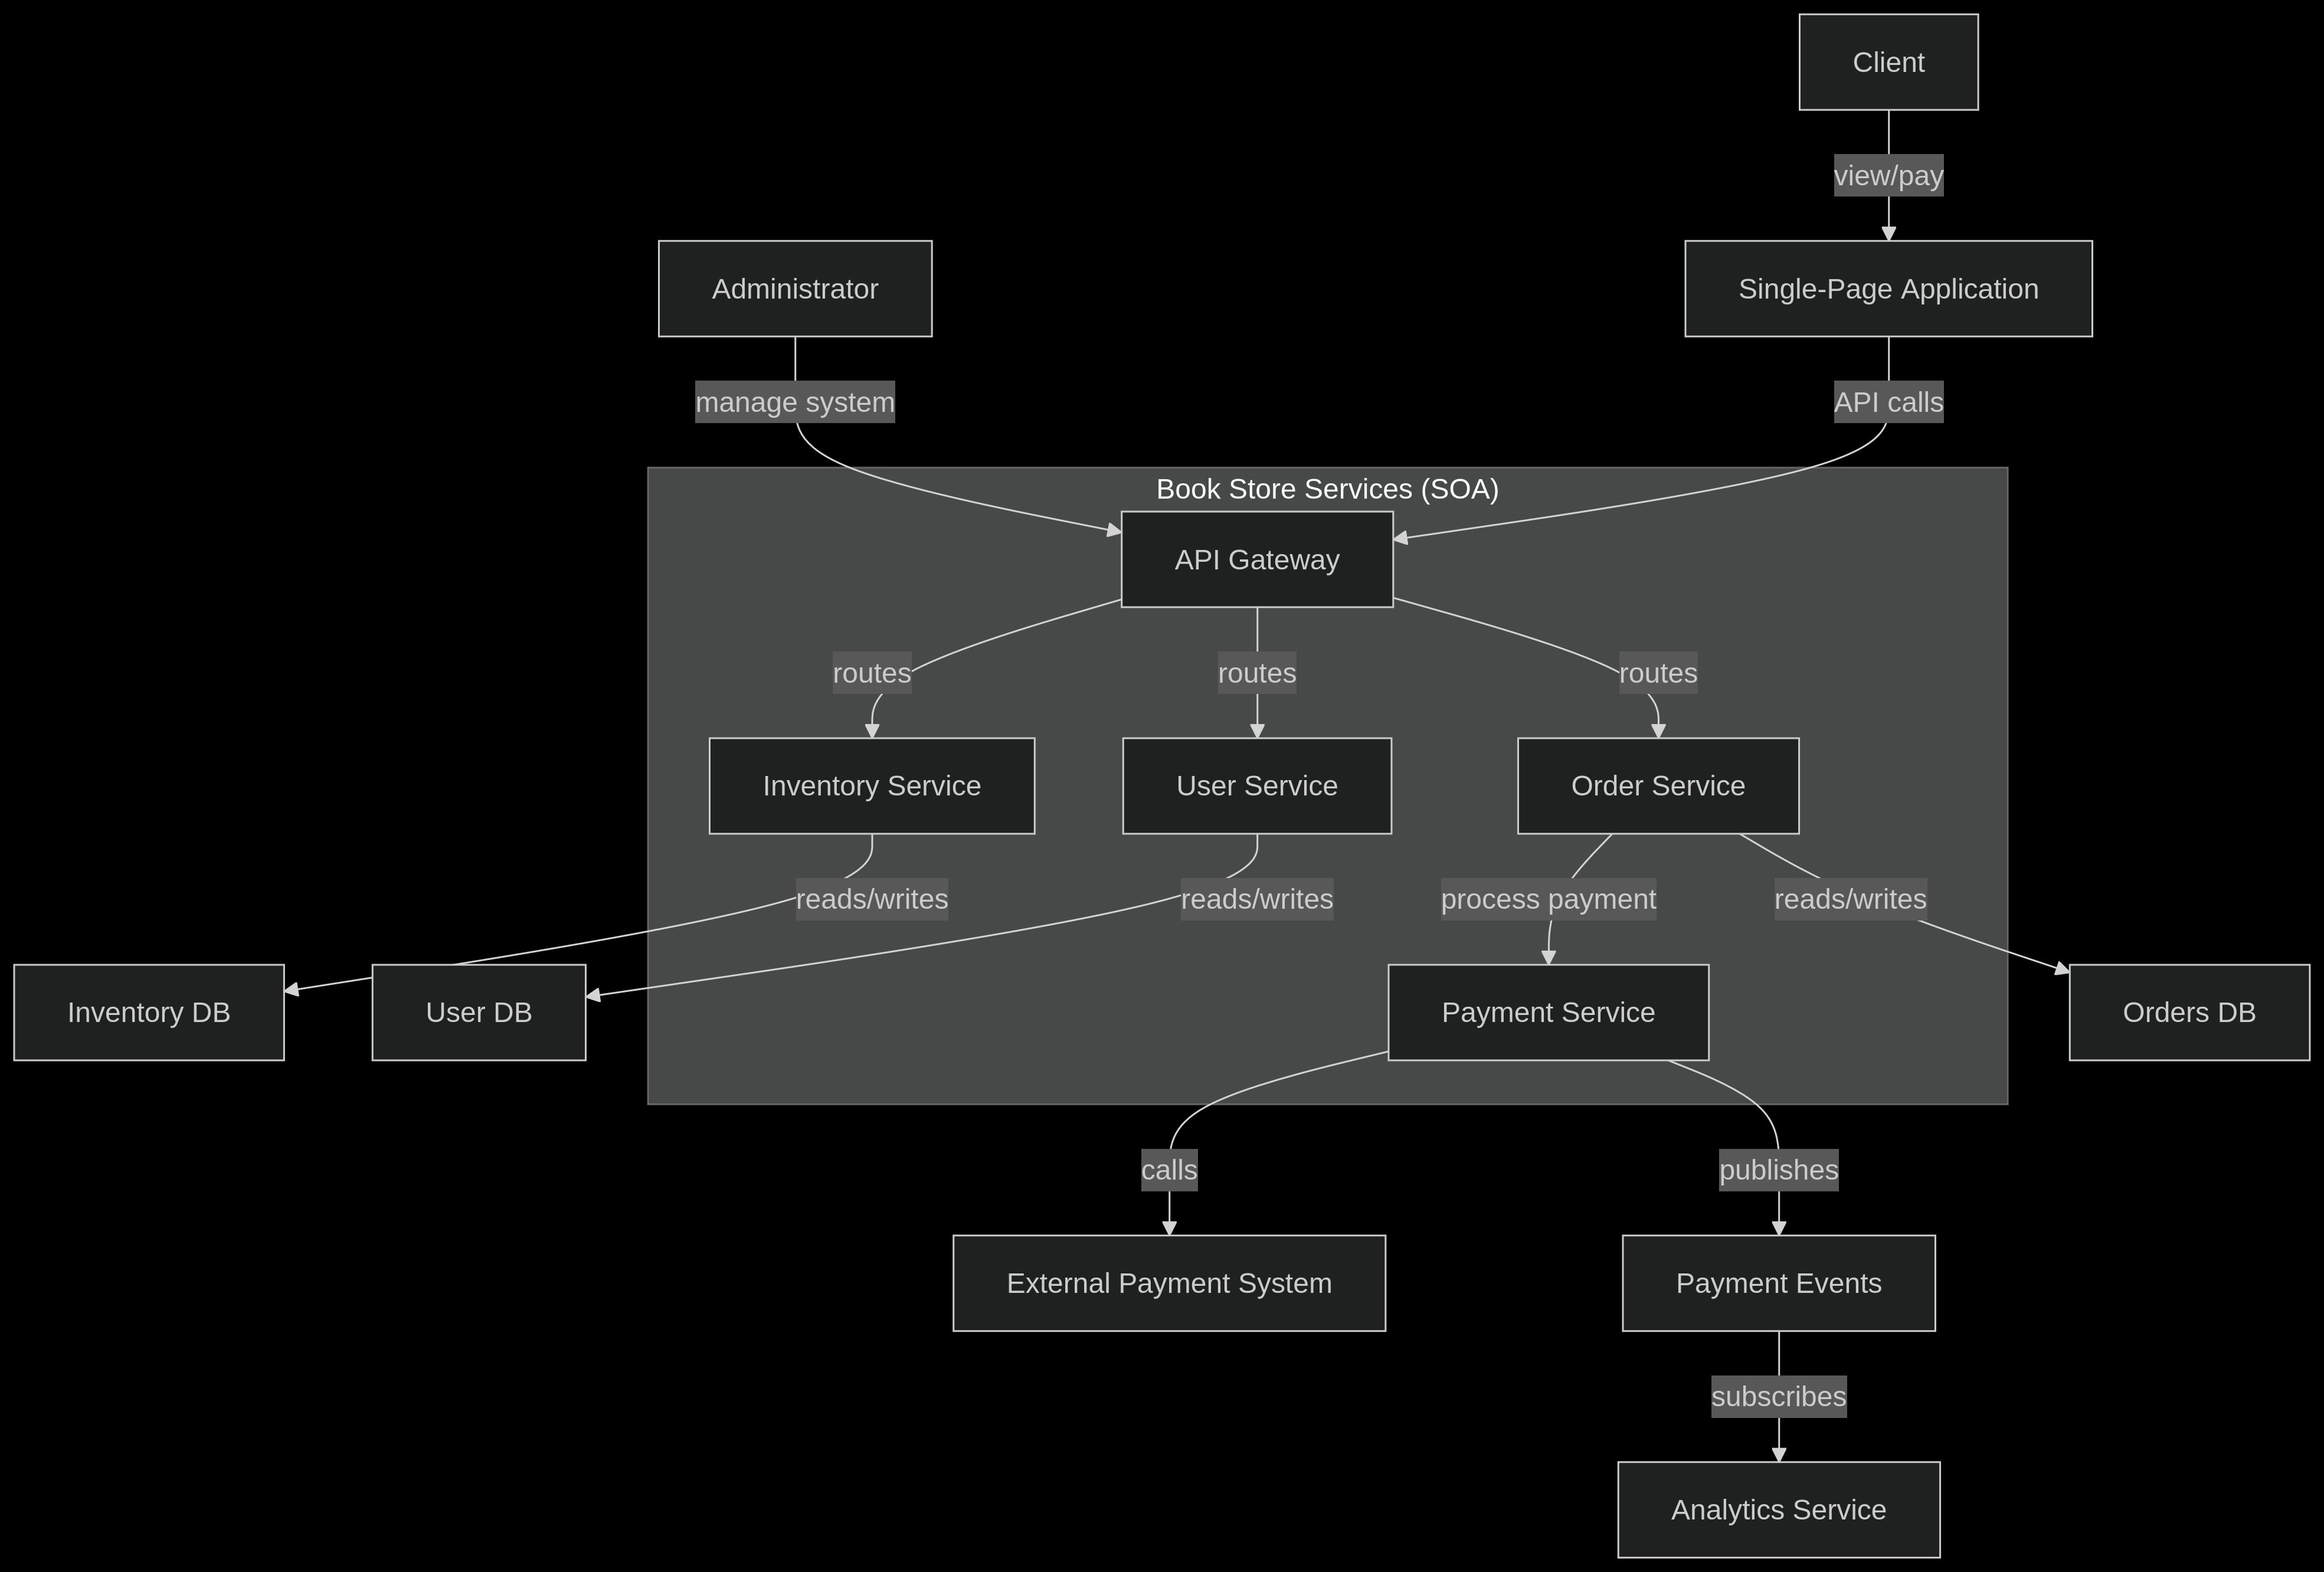 Client
view/pay
Administrator
Single-Page Application
manage system
API calls
Book Store Services (SOA)
API Gateway
routes
routes
routes
Inventory Service
User Service
Order Service
reads/writes
reads/writes
process payment
reads/writes
Inventory DB
User DB
Payment Service
Orders DB
calls
publishes
External Payment System
Payment Events
subscribes
Analytics Service